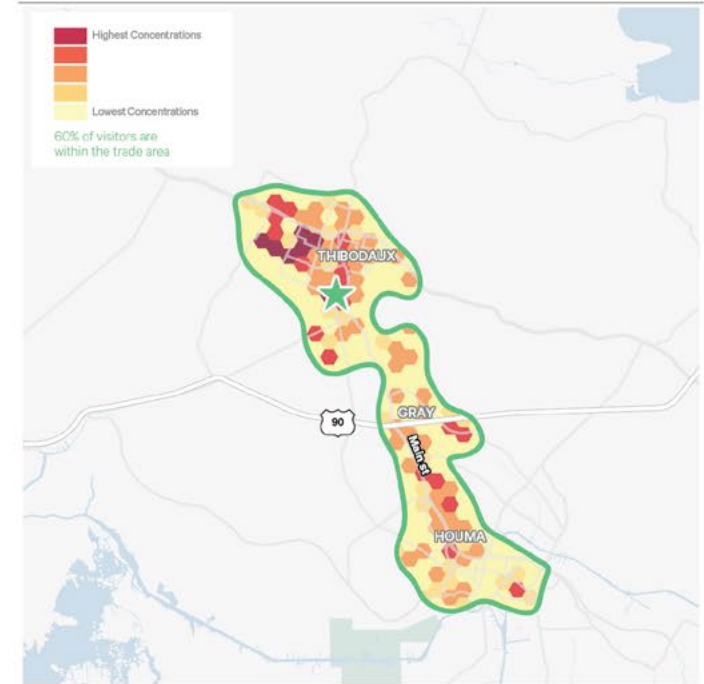 Highest Concentrations
Lowest Concentrations
60% of visitors are
within the trade area
THIBODAUX
GRAY
90
Main st
HOUMA